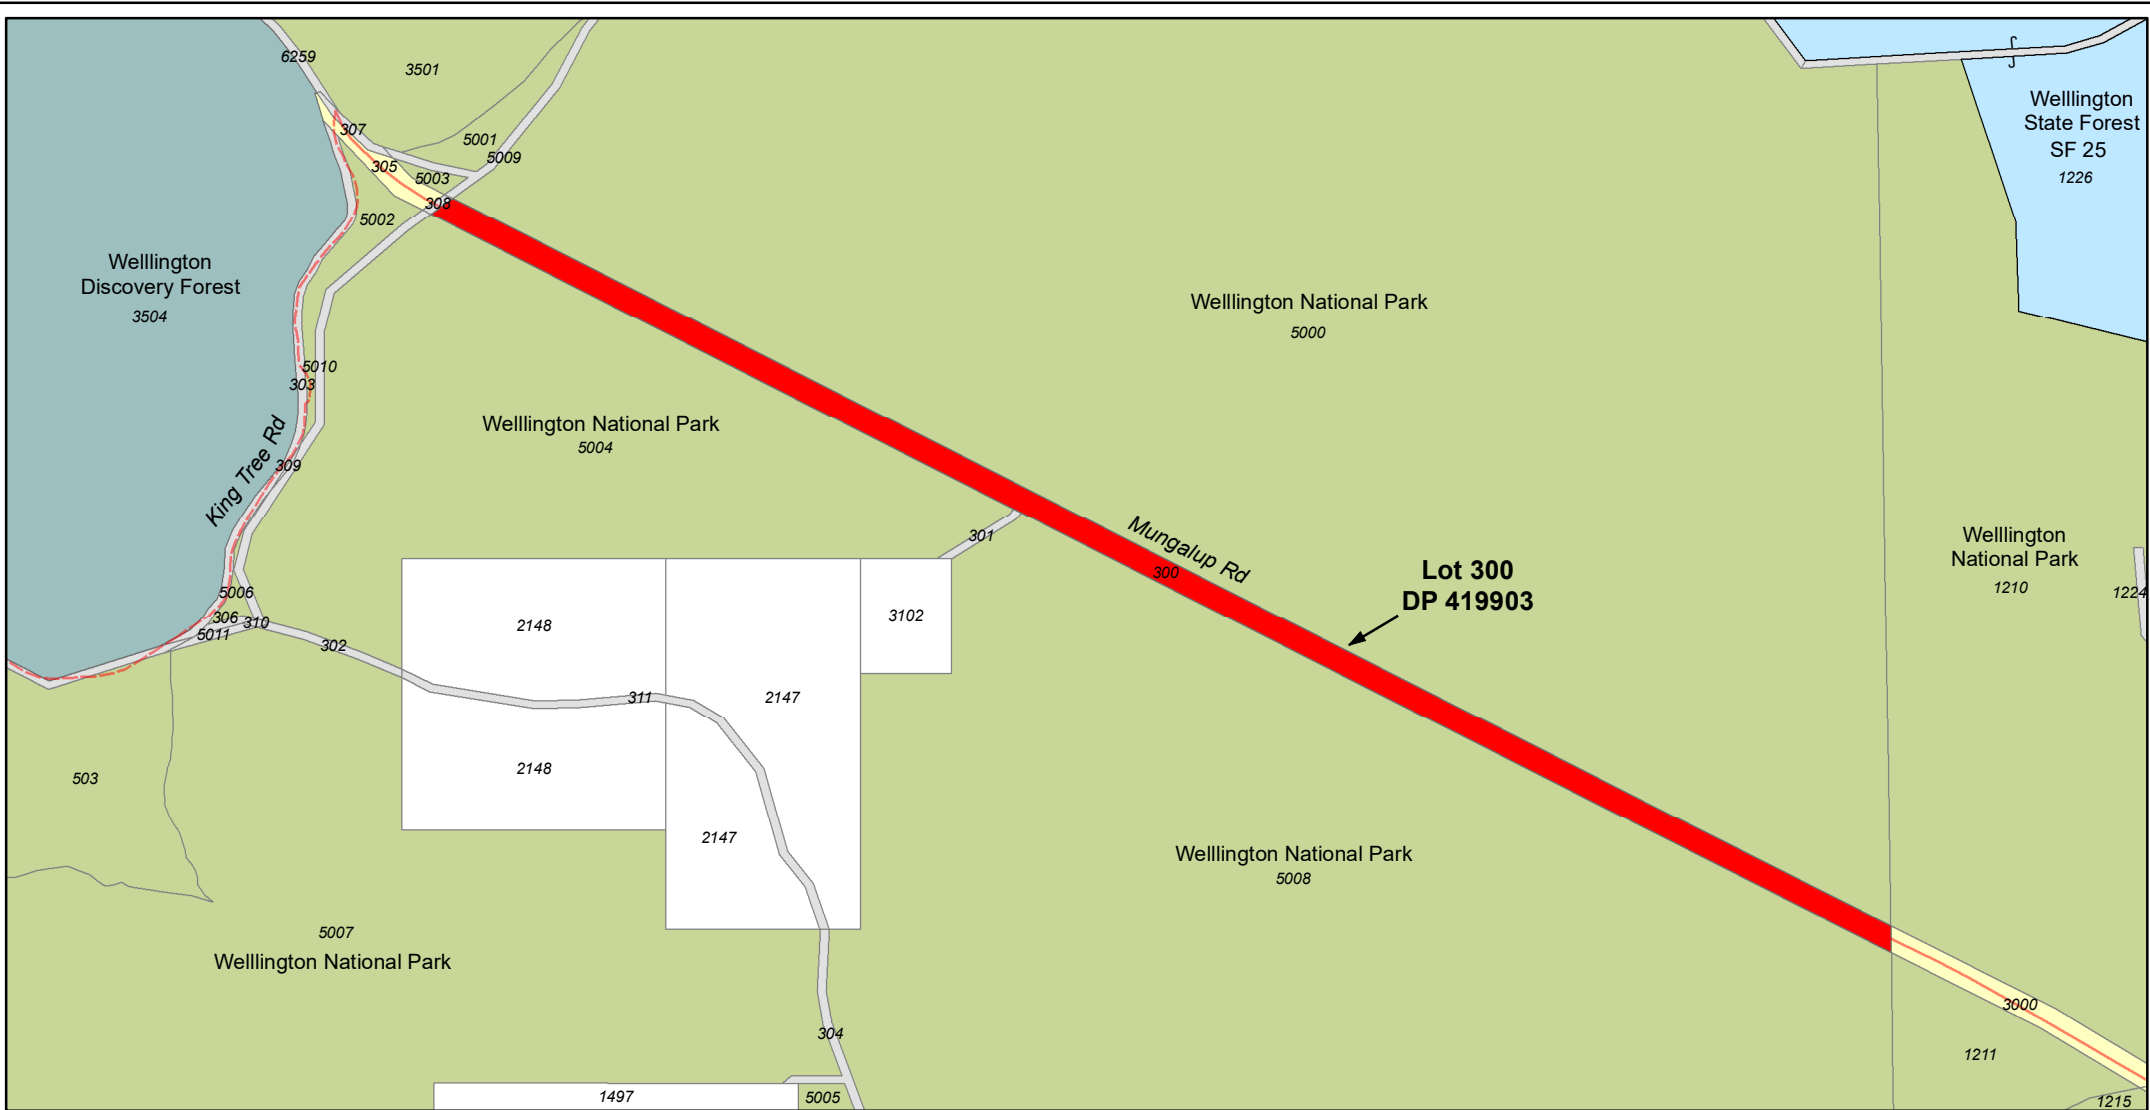 6259
3501
307
5001
5009
305
5003
308
5002
Welllington
State Forest
SF 25
1226
Welllington
Discovery Forest
3504
Welllington National Park
5000
5010
303
Welllington National Park
5004
King Tree Rd
309
301
Mungalup Rd
300
Lot 300
DP 419903
Welllington
National Park
1210
1224
5006
306
310
5011
302
2148
3102
311
2147
2148
503
2147
Welllington National Park
5008
5007
Welllington National Park
304
3000
1211
1497
5005
1215